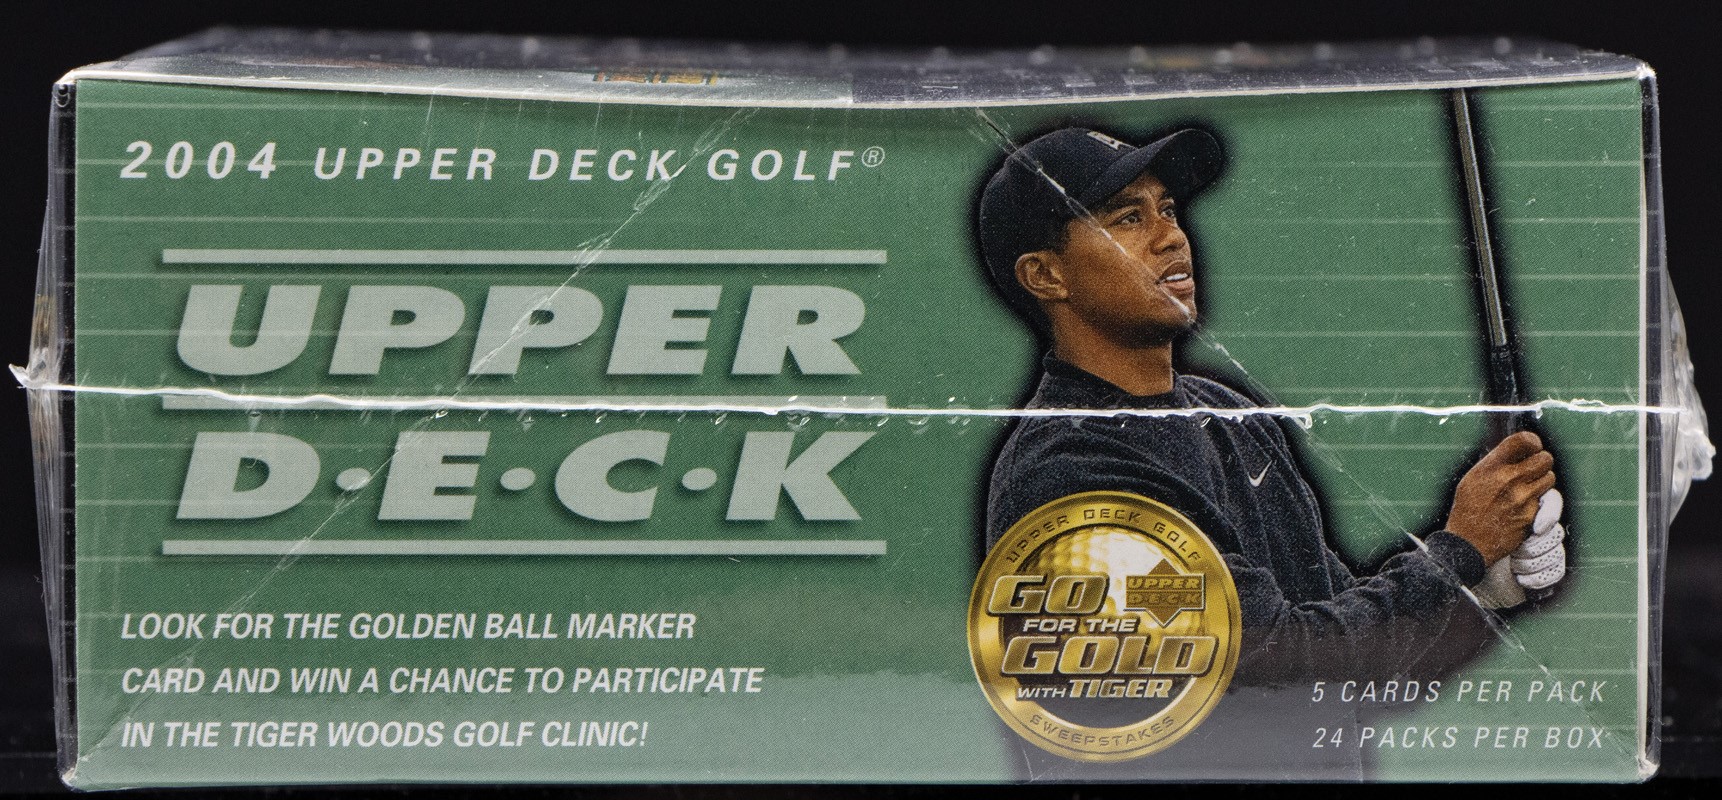 2004 UPPER DECK GOLF®
UPPER
D·E·C·K
LOOK FOR THE GOLDEN BALL MARKER
CARD AND WIN A CHANCE TO PARTICIPATE
IN THE TIGER WOODS GOLF CLINIC!
UPPER DECK GOLF
GO
UPPER
D·E·C·K
FOR THE
GOLD
WITH TIGER
SWEEPSTAKES
5 CARDS PER PACK
24 PACKS PER BOX